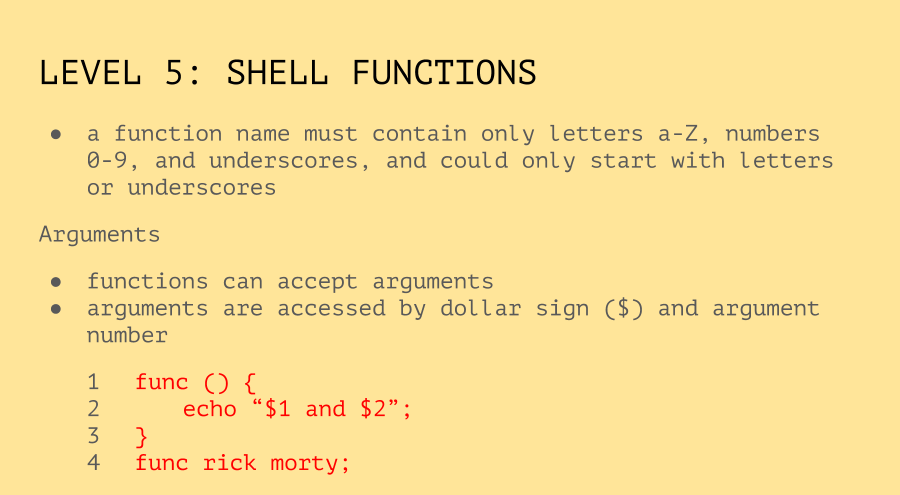 LEVEL 5: SHELL FUNCTIONS
● a function name must contain only letters a-Z, numbers
0-9, and underscores, and could only start with letters
or underscores
Arguments
● functions can accept arguments
● arguments are accessed by dollar sign ($) and argument
number
1 func () {
2 echo “$1 and $2”;
3 }
4 func rick morty;